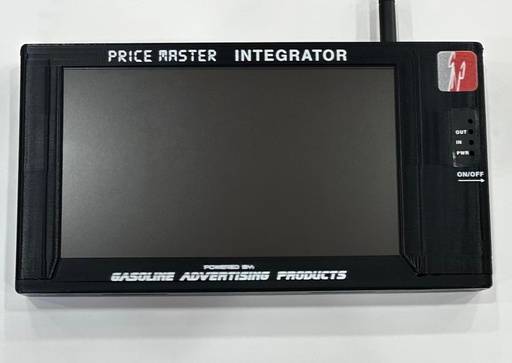 PRICE MASTER INTEGRATOR
OUT
IN
PWR
ON/OFF
POWERED BY:
GASOLINE ADVERTISING PRODUCTS